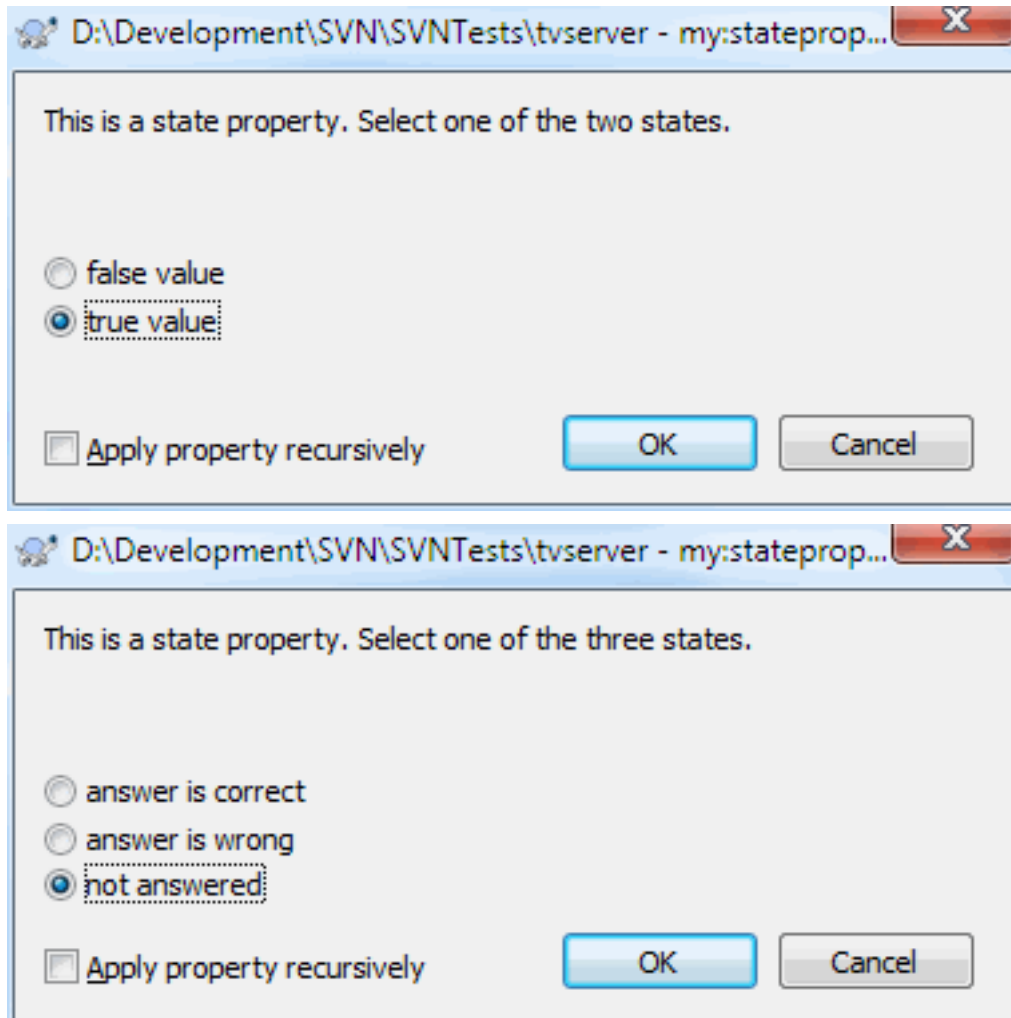 D:\Development\SVN\SVNTests\tvserver - my:stateprop...
This is a state property. Select one of the two states.
false value
true value
Apply property recursively OK Cancel
D:\Development\SVN\SVNTests\tvserver - my:stateprop...
This is a state property. Select one of the three states.
answer is correct
answer is wrong
not answered
Apply property recursively OK Cancel